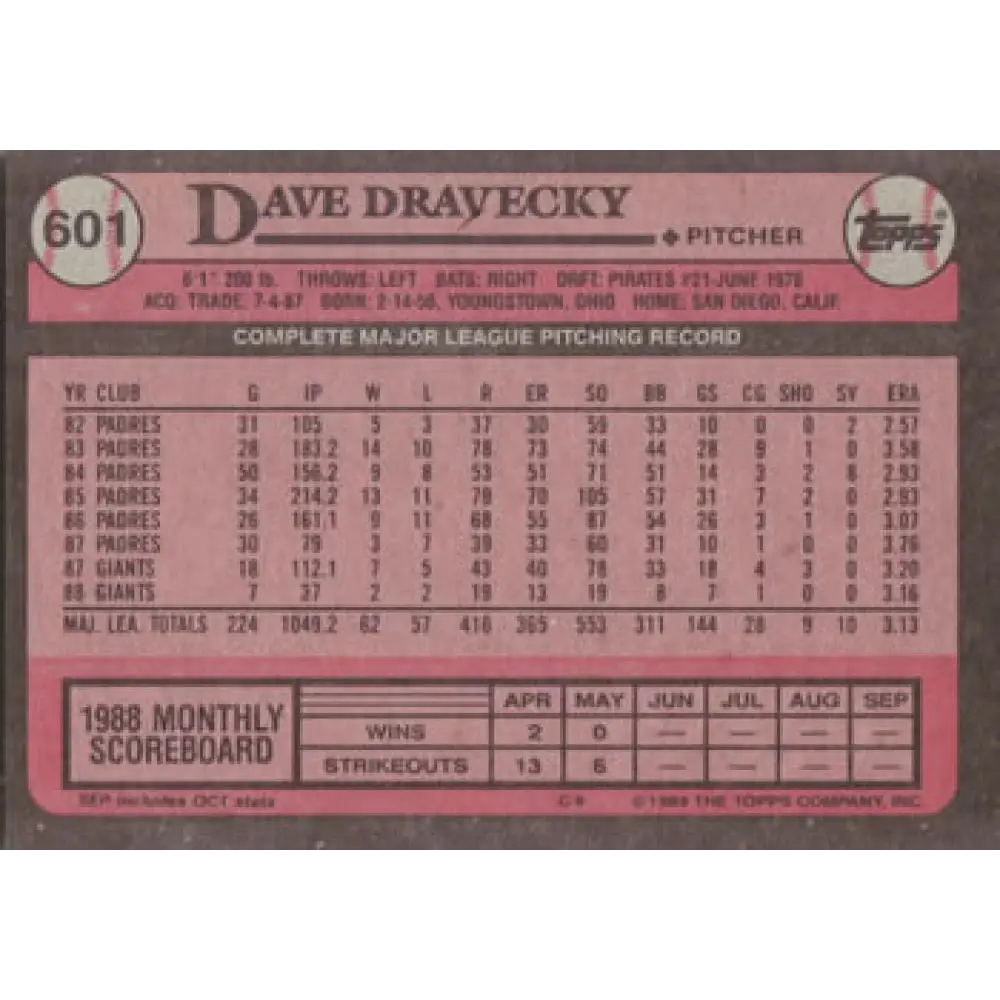 601
DAVE DRAVECKY
◆ PITCHER
TOPPS®
6'1" 200 lb. THROWS: LEFT BATS: RIGHT DRFT: PIRATES #21-JUNE 1978
ACQ: TRADE, 7-4-87 BORN: 2-14-56, YOUNGSTOWN, OHIO HOME: SAN DIEGO, CALIF.
COMPLETE MAJOR LEAGUE PITCHING RECORD
YR CLUB G IP W L R ER SO BB GS CG SHO SV ERA
82 PADRES 31 105 5 3 37 30 59 33 10 0 0 2 2.57
83 PADRES 28 183.2 14 10 78 73 74 44 28 9 1 0 3.58
84 PADRES 50 156.2 9 8 53 51 71 51 14 3 2 8 2.93
85 PADRES 34 214.2 13 11 79 70 105 57 31 7 2 0 2.93
86 PADRES 26 161.1 9 11 68 55 87 54 26 3 1 0 3.07
87 PADRES 30 79 3 7 39 33 60 31 10 1 0 0 3.76
87 GIANTS 18 112.1 7 5 43 40 78 33 18 4 3 0 3.20
88 GIANTS 7 37 2 2 19 13 19 8 7 1 0 0 3.16
MAJ. LEA. TOTALS 224 1049.2 62 57 416 365 553 311 144 28 9 10 3.13
1988 MONTHLY SCOREBOARD
APR MAY JUN JUL AUG SEP
WINS 2 0 — — — —
STRIKEOUTS 13 6 — — — —
SEP includes OCT stats C* © 1989 THE TOPPS COMPANY, INC.